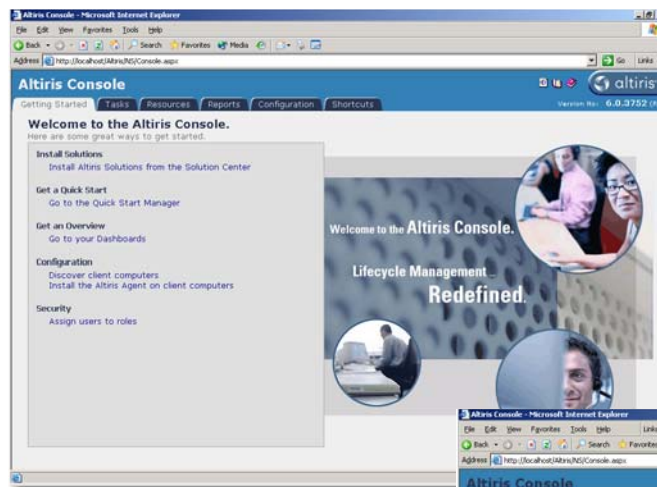 Altiris Console - Microsoft Internet Explorer
File Edit View Favorites Tools Help
Back Search Favorites Media
Address http://localhost/Altiris/NS/Console.aspx Go Links
Altiris Console altiris
Getting Started Tasks Resources Reports Configuration Shortcuts Version No: 6.0.3752
Welcome to the Altiris Console.
Here are some great ways to get started.
Install Solutions
Install Altiris Solutions from the Solution Center
Get a Quick Start
Go to the Quick Start Manager
Get an Overview
Go to your Dashboards
Configuration
Discover client computers
Install the Altiris Agent on client computers
Security
Assign users to roles
Welcome to the Altiris Console.
Lifecycle Management ...
Redefined.
Altiris Console - Microsoft Internet Explorer
File Edit View Favorites Tools Help Links
Back Search Favorites
Address http://localhost/Altiris/NS/Console.aspx
Altiris Console